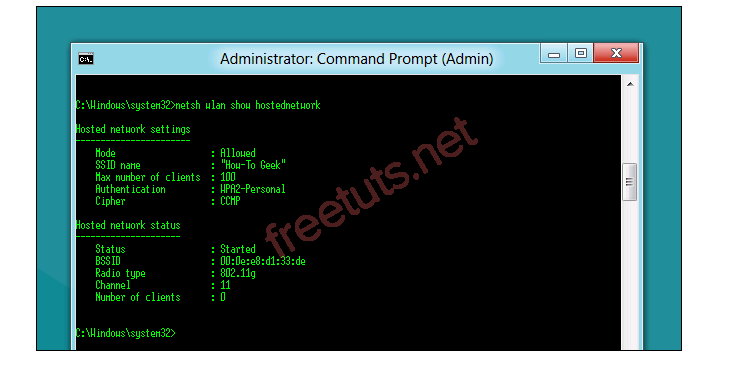 Administrator: Command Prompt (Admin)
C:\Windows\system32>netsh wlan show hostednetwork
Hosted network settings
-----------------------
Mode : Allowed
SSID name : "How-To Geek"
Max number of clients : 100
Authentication : WPA2-Personal
Cipher : CCMP
Hosted network status
---------------------
Status : Started
BSSID : 00:0e:e8:d1:33:de
Radio type : 802.11g
Channel : 11
Number of clients : 0
C:\Windows\system32>
freetuts.net